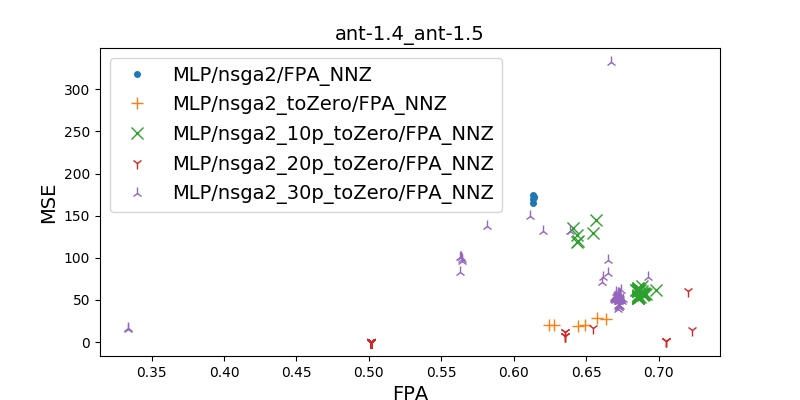 ant-1.4_ant-1.5
MLP/nsga2/FPA_NNZ
MLP/nsga2_toZero/FPA_NNZ
MLP/nsga2_10p_toZero/FPA_NNZ
MLP/nsga2_20p_toZero/FPA_NNZ
MLP/nsga2_30p_toZero/FPA_NNZ
MSE
300
250
200
150
100
50
0
0.35 0.40 0.45 0.50 0.55 0.60 0.65 0.70
FPA